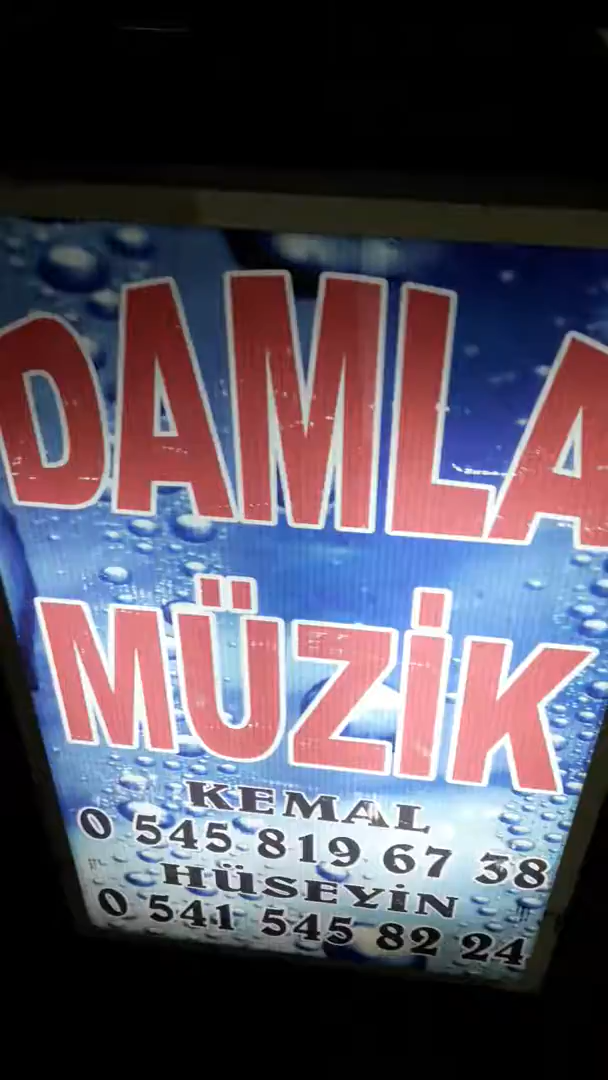 DAMLA
MÜZİK
KEMAL
0 545 819 67 38
HÜSEYİN
0 541 545 82 24